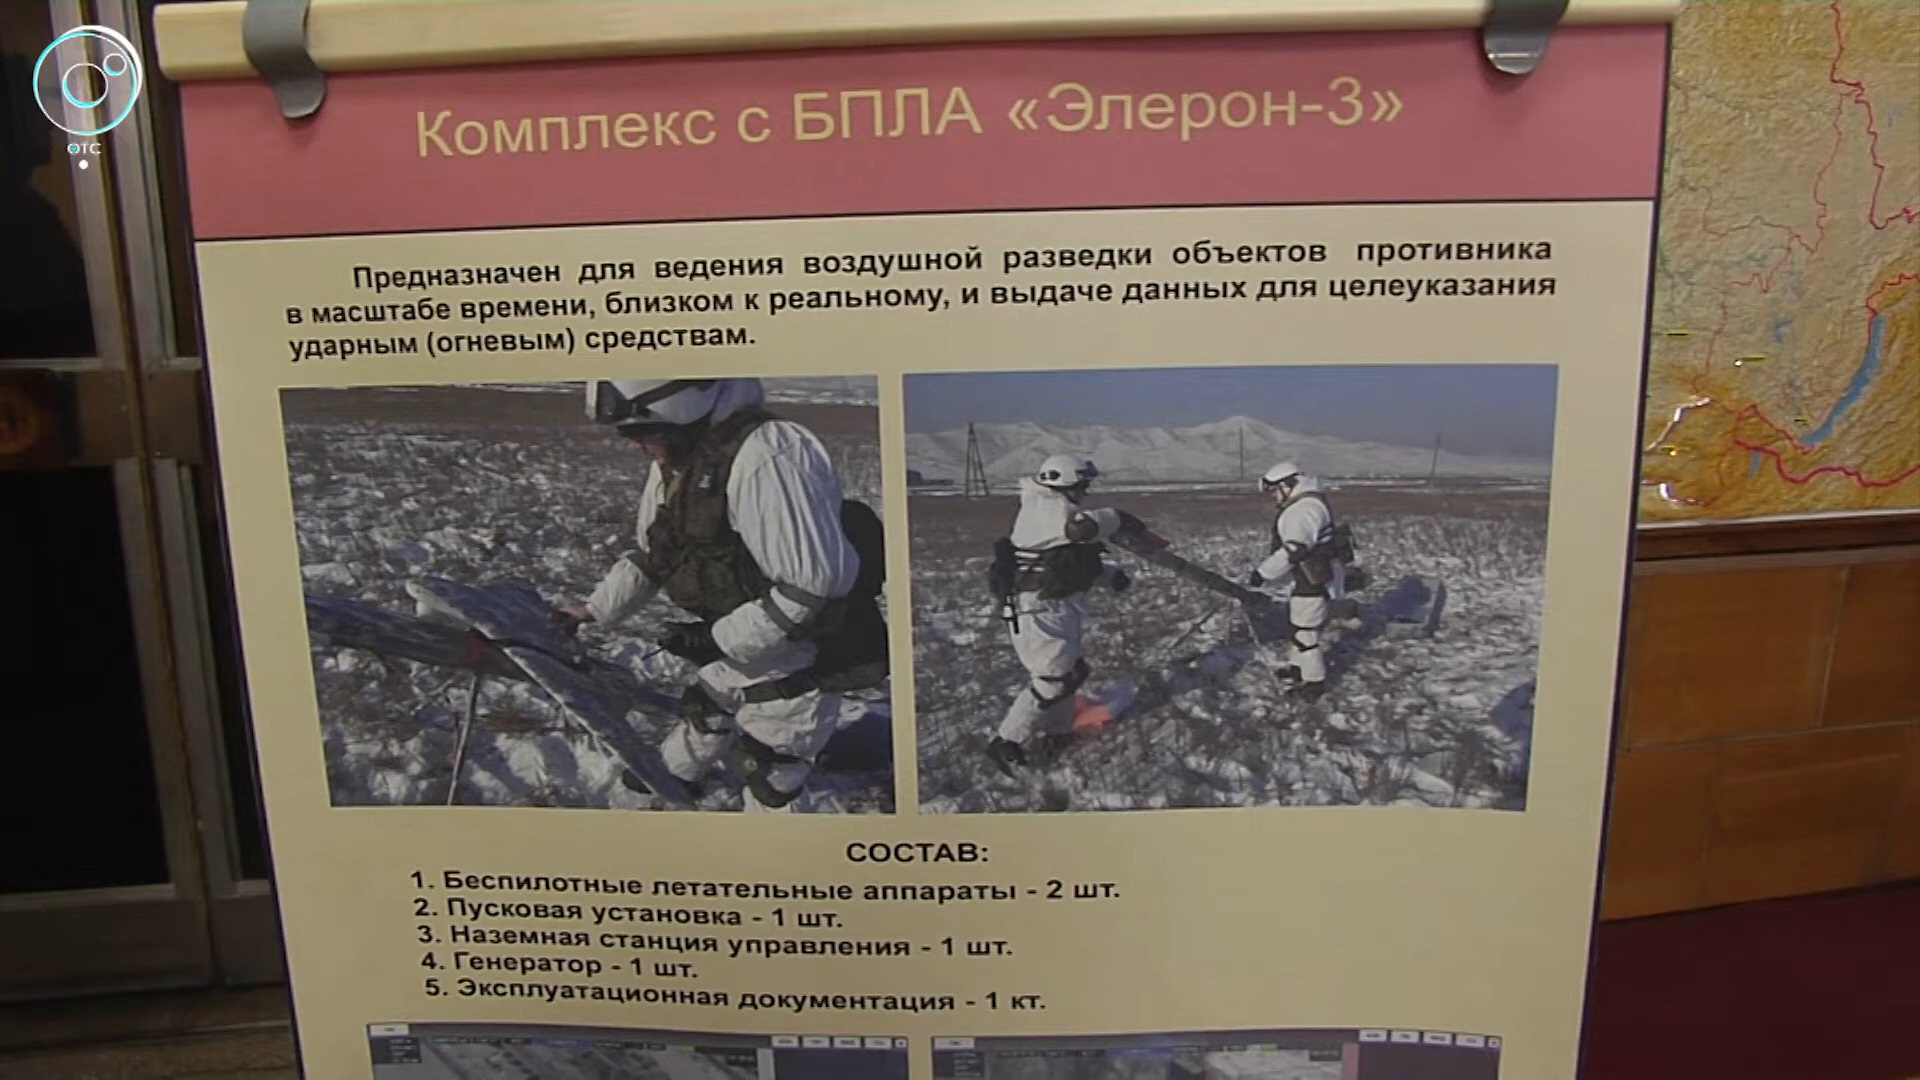 ОТС
Комплекс с БПЛА «Элерон-3»
Предназначен для ведения воздушной разведки объектов противника
в масштабе времени, близком к реальному, и выдаче данных для целеуказания
ударным (огневым) средствам.
СОСТАВ:
1. Беспилотные летательные аппараты - 2 шт.
2. Пусковая установка - 1 шт.
3. Наземная станция управления - 1 шт.
4. Генератор - 1 шт.
5. Эксплуатационная документация - 1 кт.